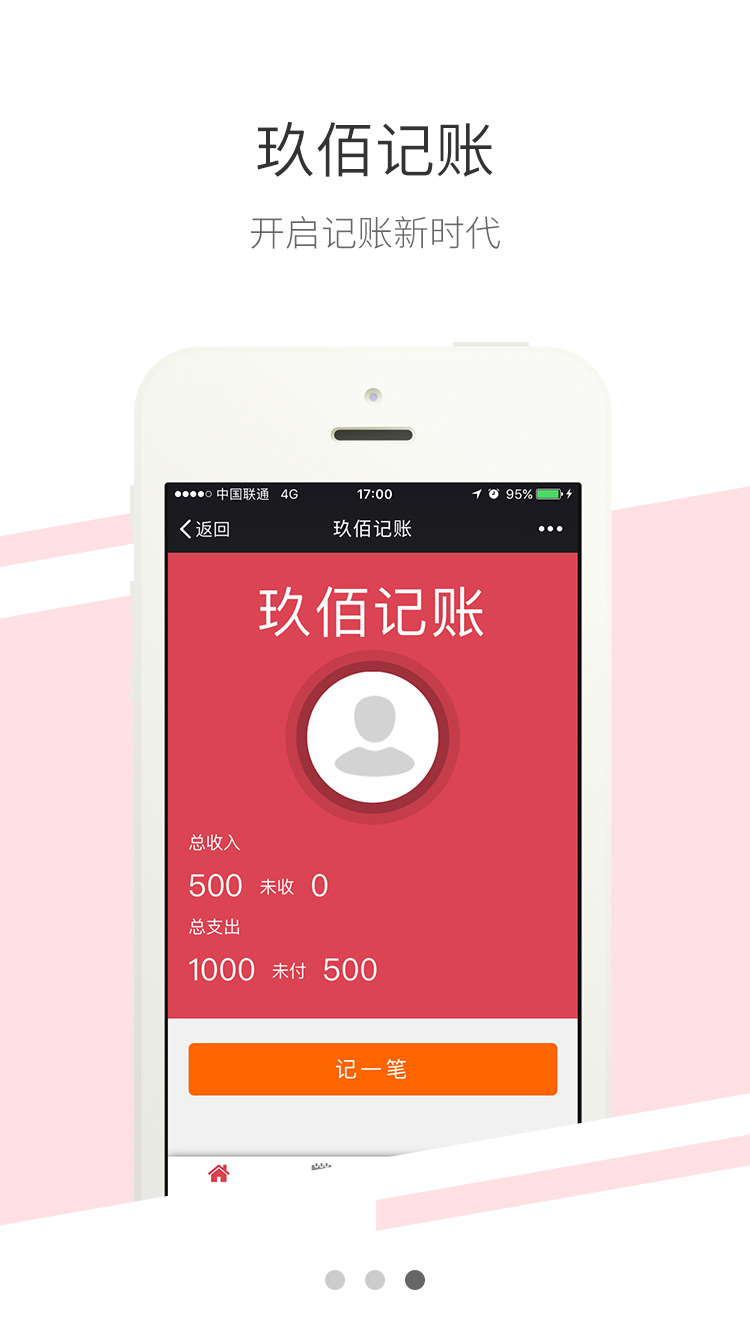 玖佰记账
开启记账新时代
中国联通 4G 17:00 95%
返回 玖佰记账
玖佰记账
总收入
500 未收 0
总支出
1000 未付 500
记一笔